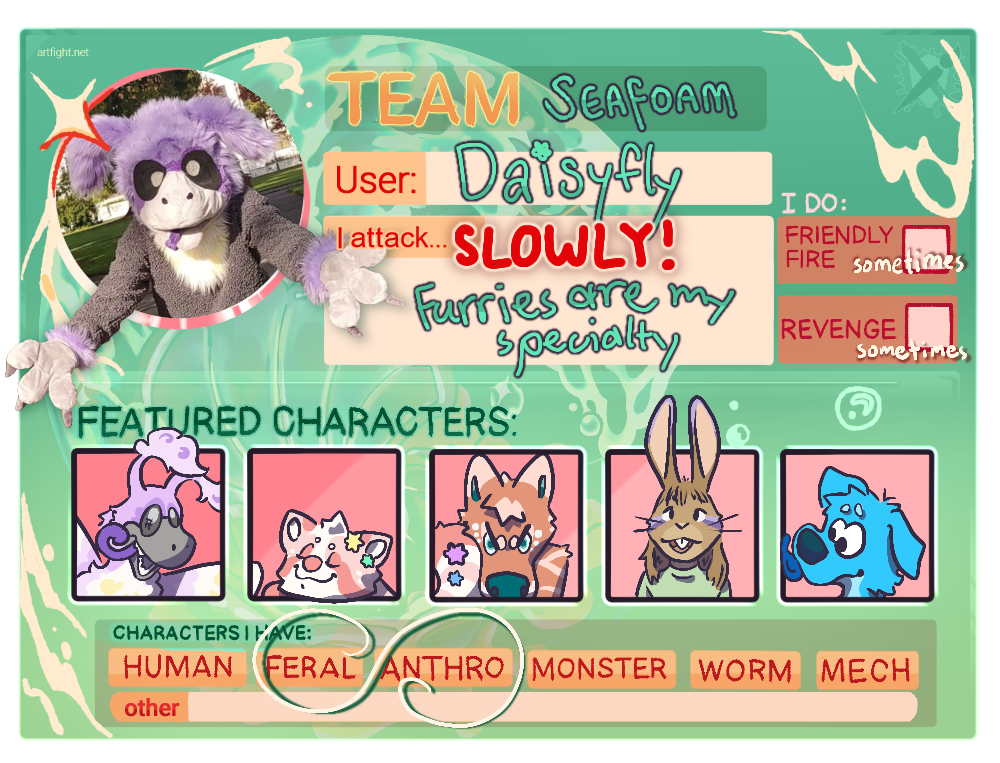 artfight.net
TEAM SEAFOAM
User: Daisyfly
I attack... SLOWLY!
Furries are my
specialty
I DO:
FRIENDLY
FIRE sometimes
REVENGE
sometimes
FEATURED CHARACTERS:
CHARACTERS I HAVE:
HUMAN FERAL ANTHRO MONSTER WORM MECH
other